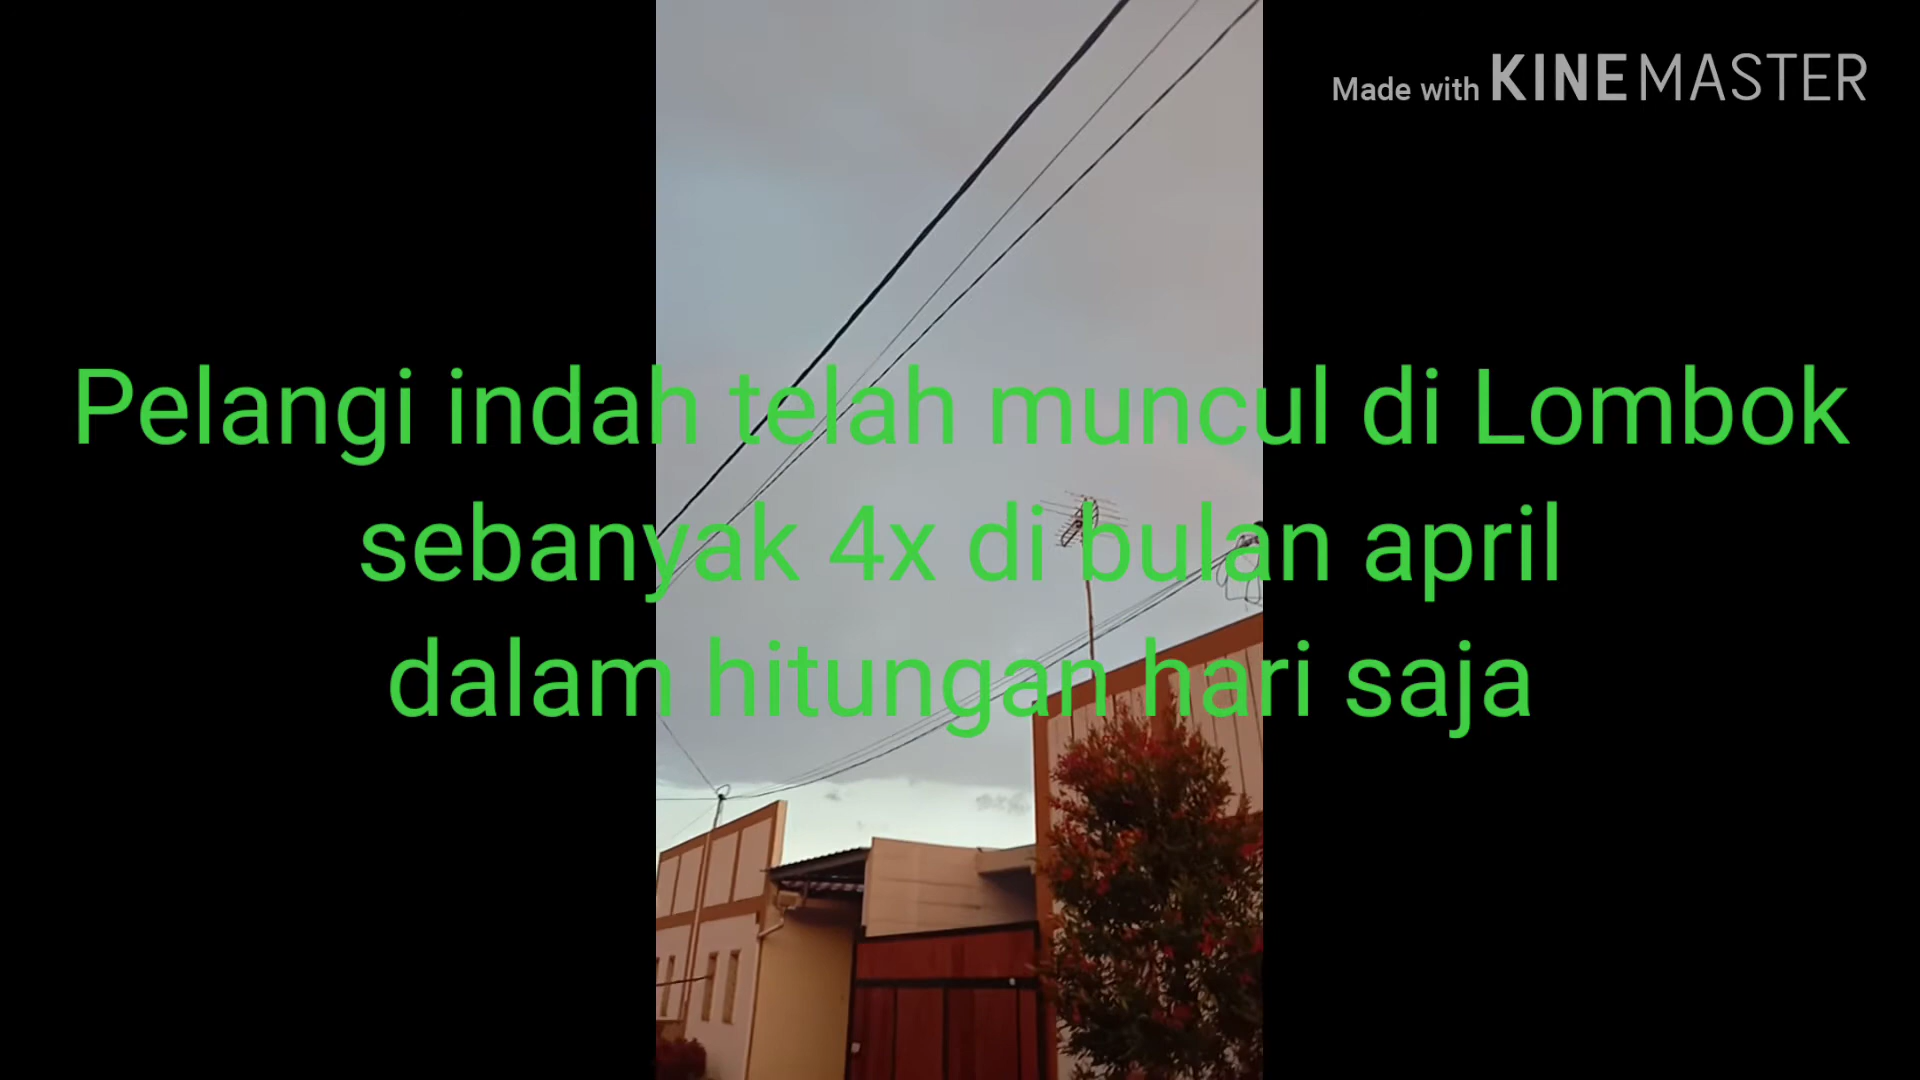 Made with KINEMASTER
Pelangi indah telah muncul di Lombok
sebanyak 4x di bulan april
dalam hitungan hari saja